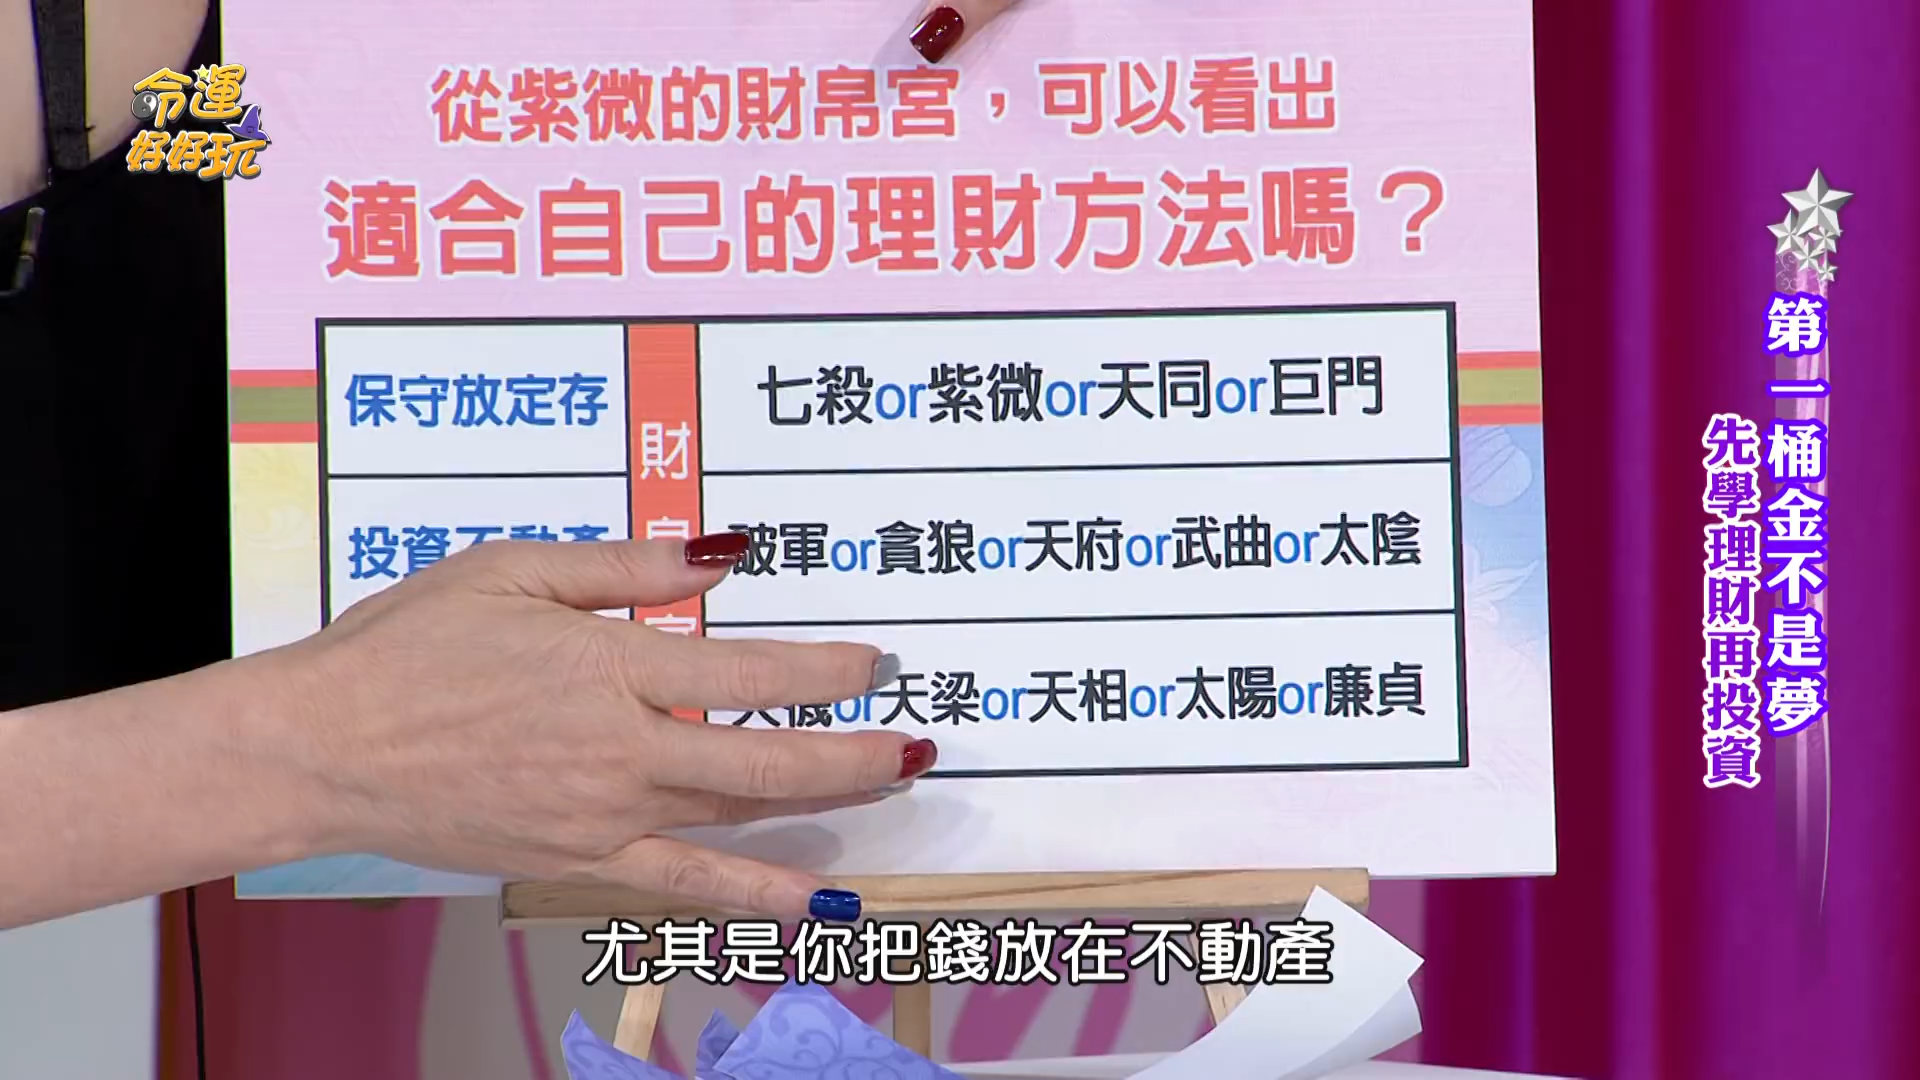 命運
好好玩
從紫微的財帛宮，可以看出
適合自己的理財方法嗎？
保守放定存
財
七殺or紫微or天同or巨門
投資不動產
破軍or貪狼or天府or武曲or太陰
天機or天梁or天相or太陽or廉貞
第一桶金不是夢
先學理財再投資
尤其是你把錢放在不動產